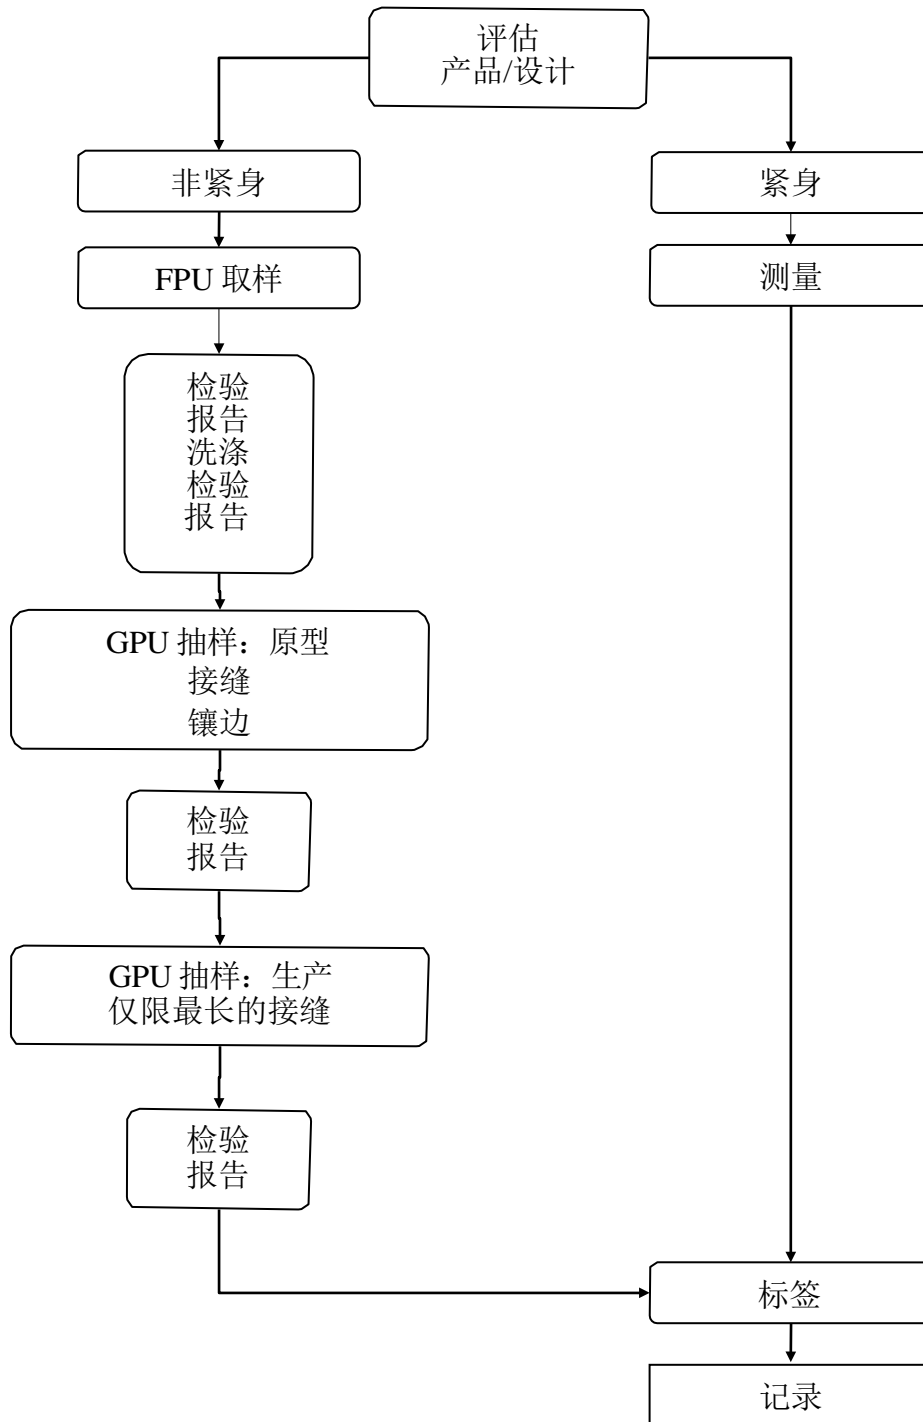 评估
产品/设计
非紧身
紧身
FPU 取样
测量
检验
报告
洗涤
检验
报告
GPU 抽样：原型
接缝
镶边
检验
报告
GPU 抽样：生产
仅限最长的接缝
检验
报告
标签
记录